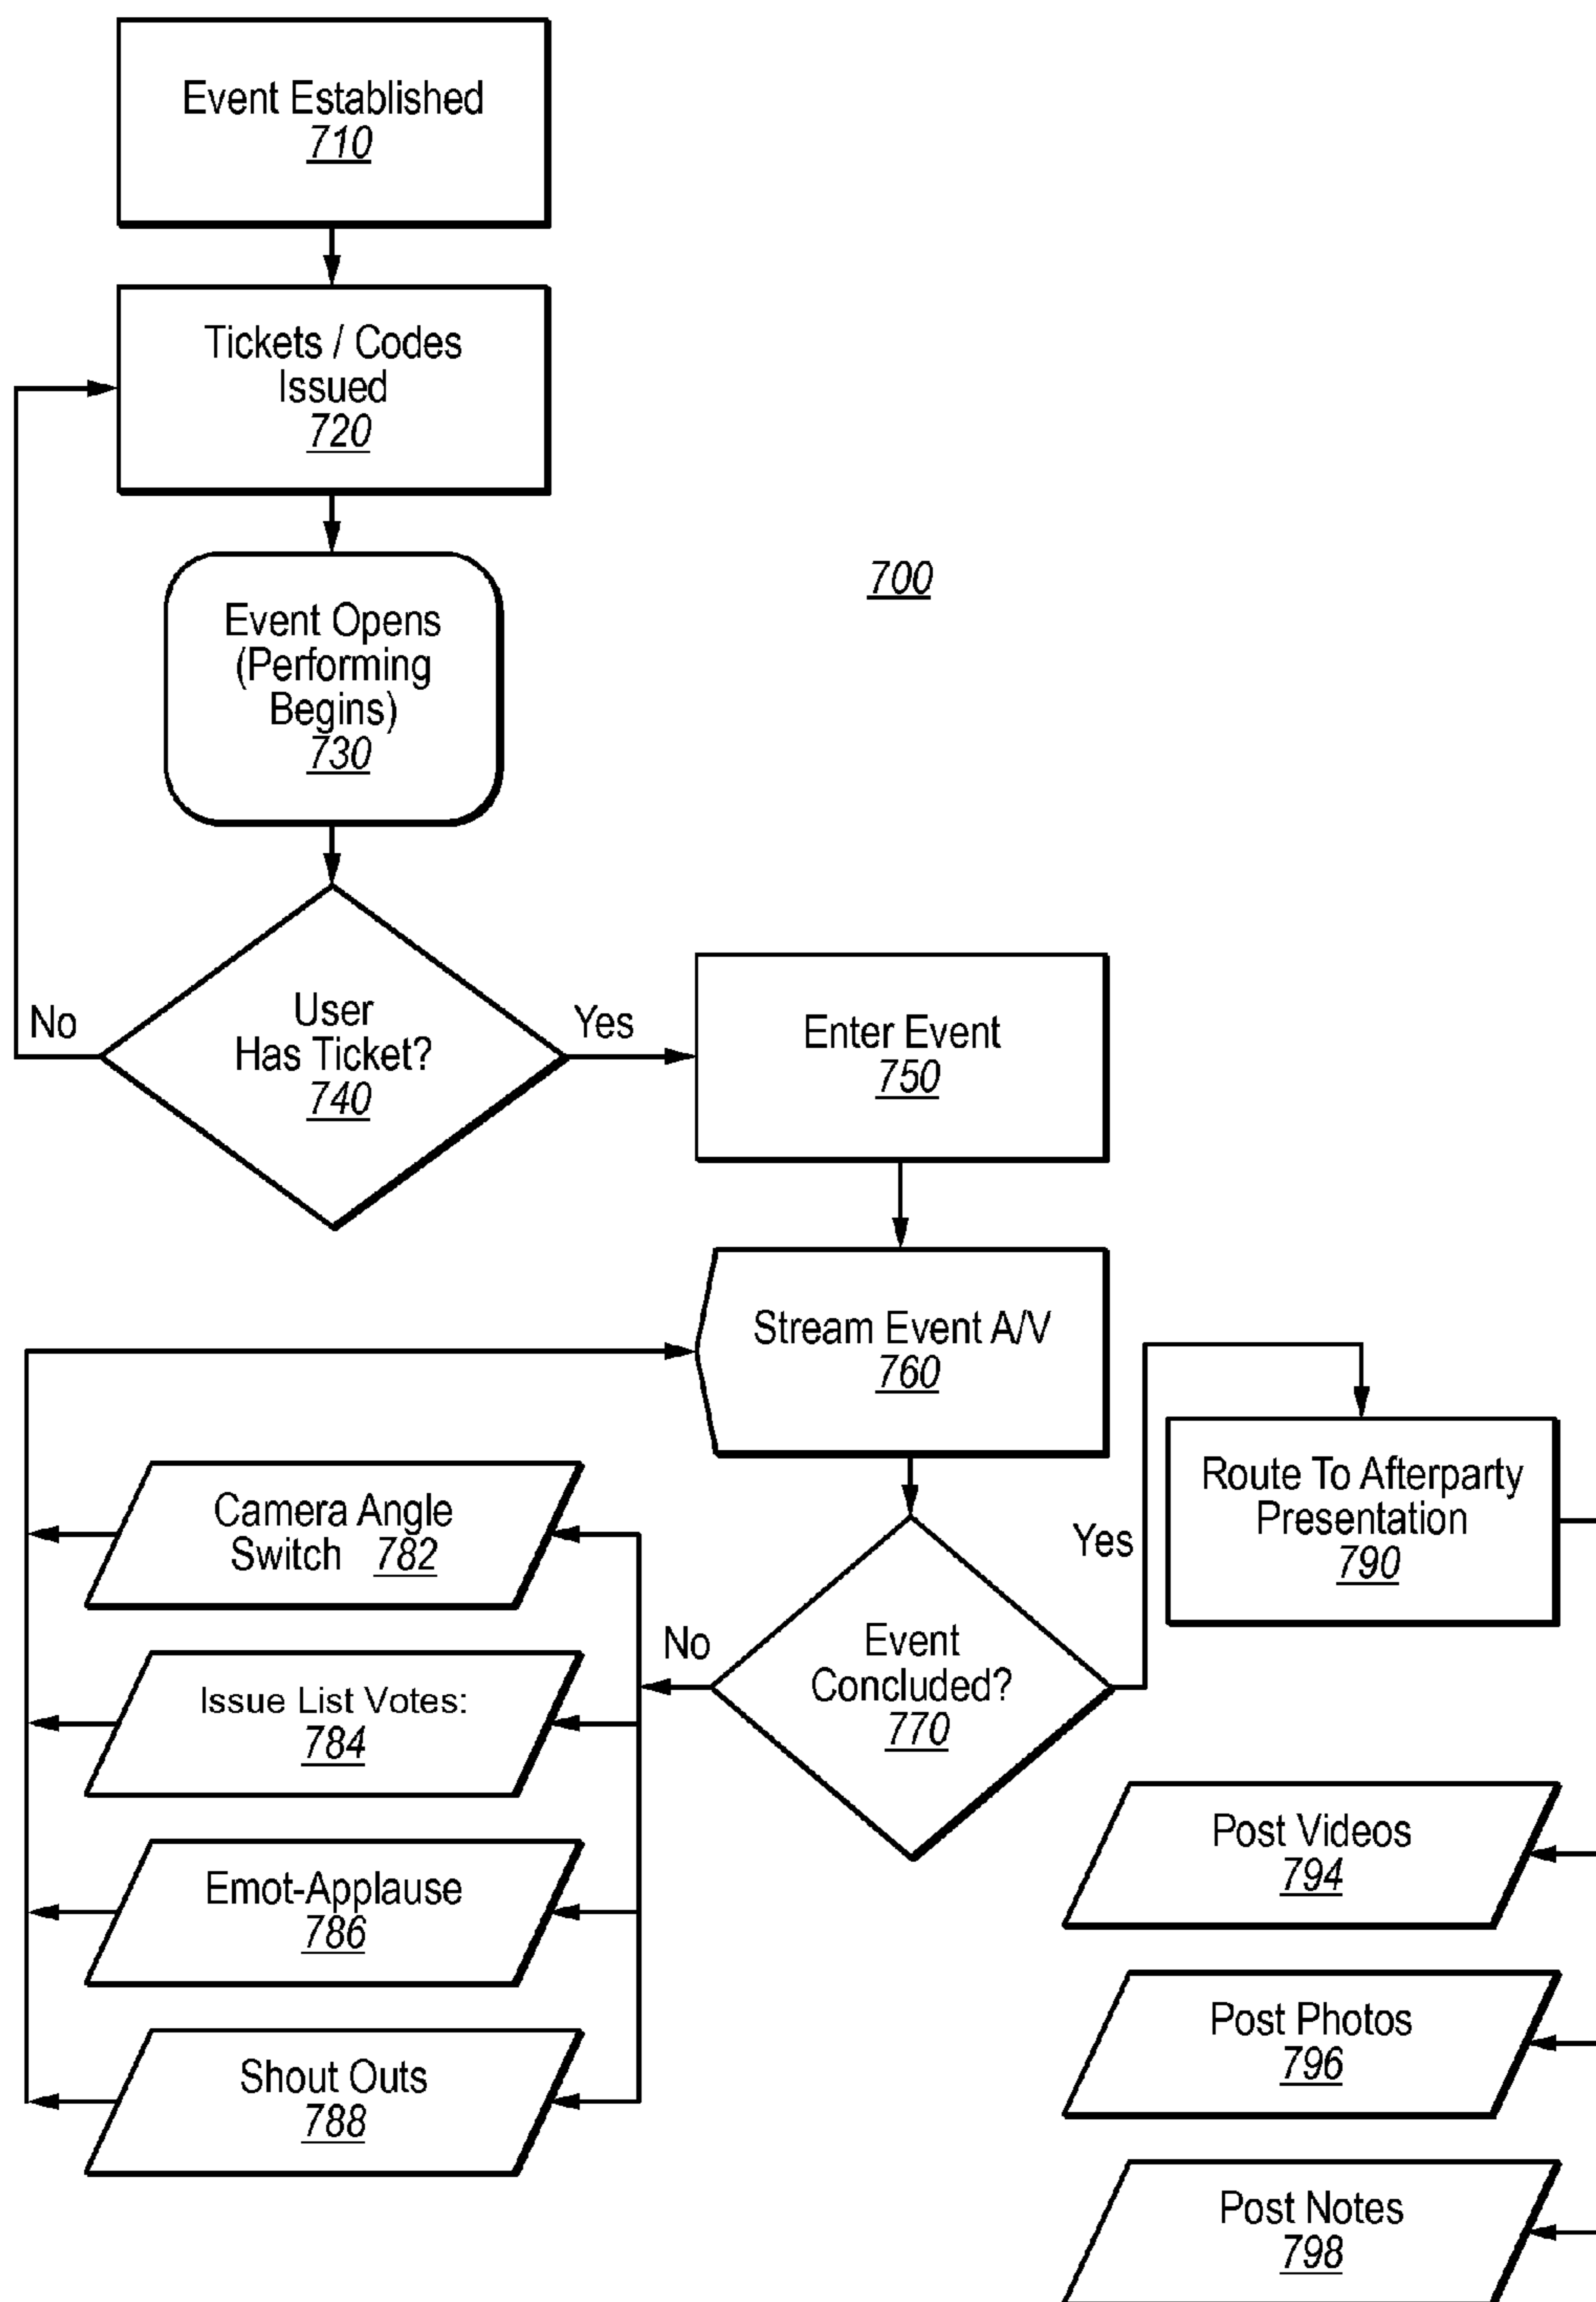 Event Established
710
Tickets / Codes
Issued
720
Event Opens
(Performing
Begins)
730
700
User
Has Ticket?
740
No
Yes
Enter Event
750
Stream Event A/V
760
Camera Angle
Switch 782
Issue List Votes:
784
Emot-Applause
786
Shout Outs
788
No
Event
Concluded?
770
Yes
Route To Afterparty
Presentation
790
Post Videos
794
Post Photos
796
Post Notes
798